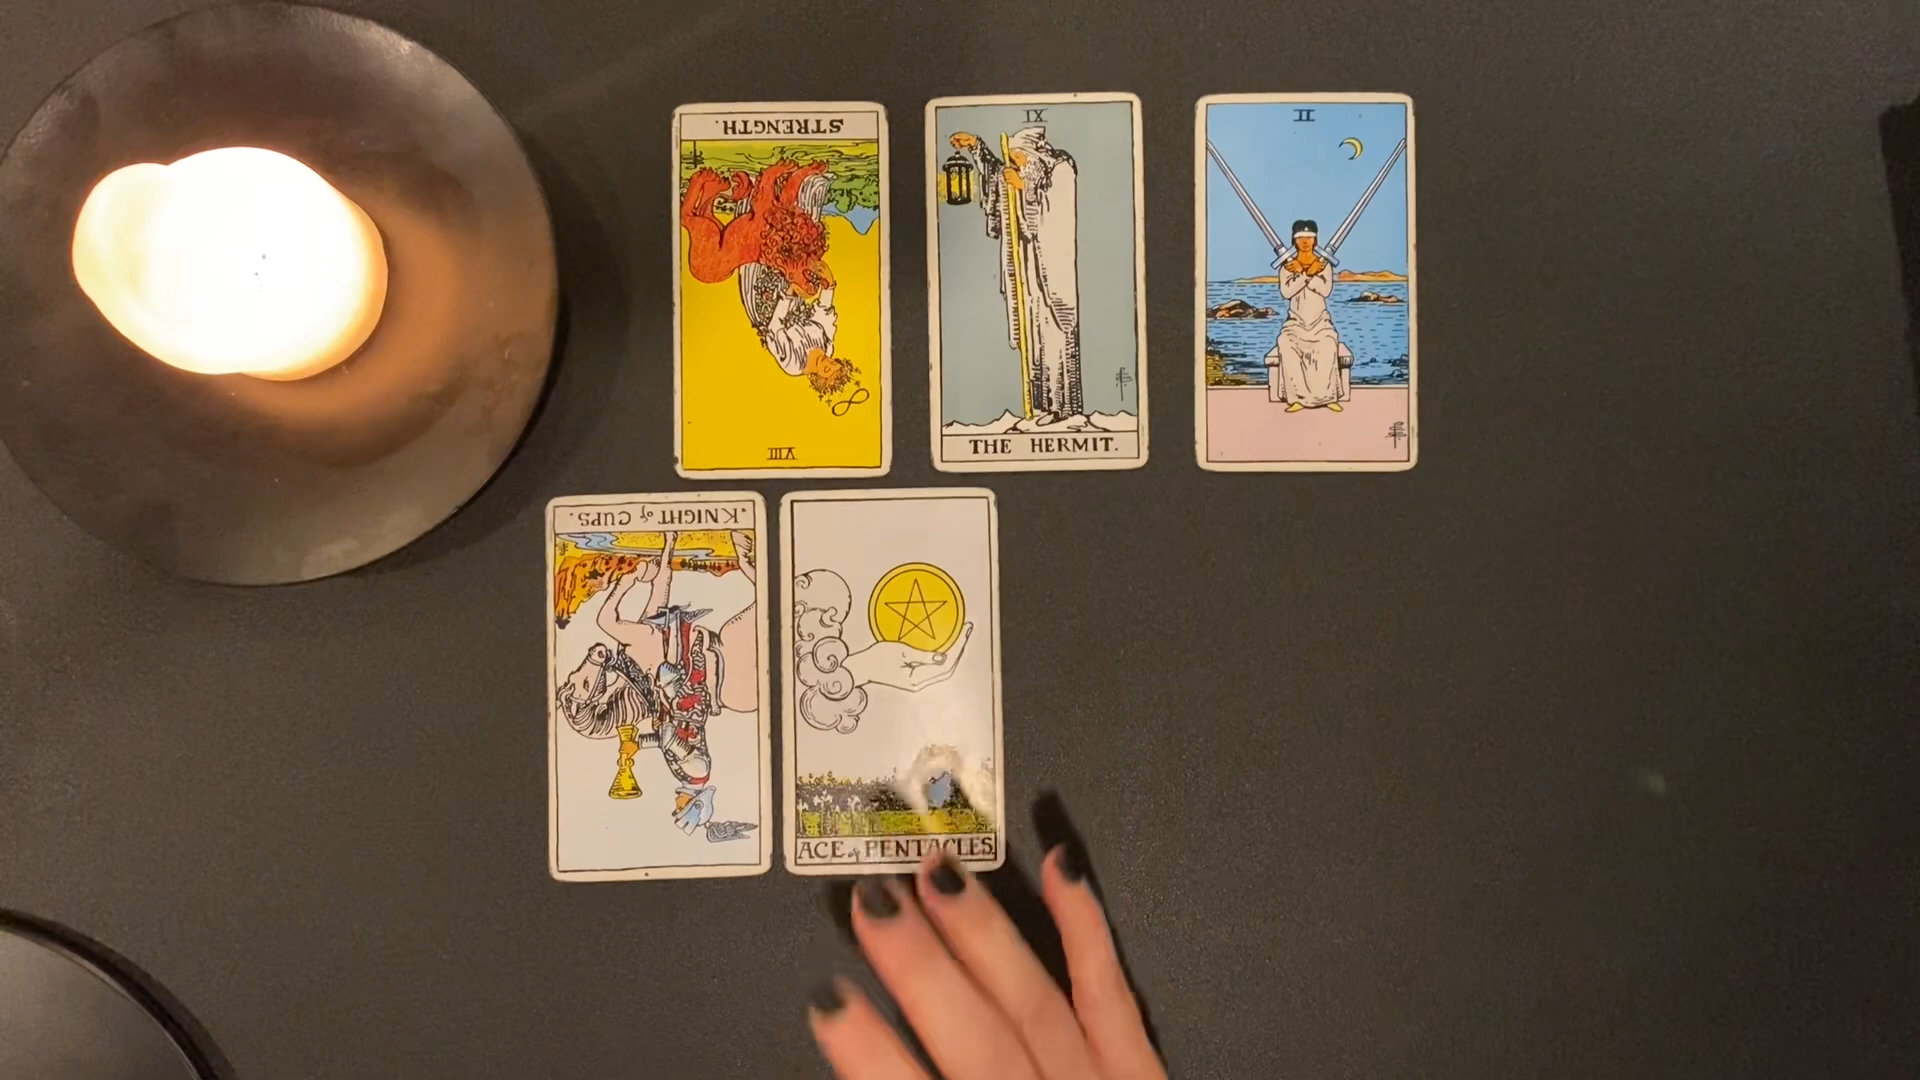 STRENGTH.
VIII
IX
THE HERMIT.
II
KNIGHT of CUPS.
ACE of PENTACLES.